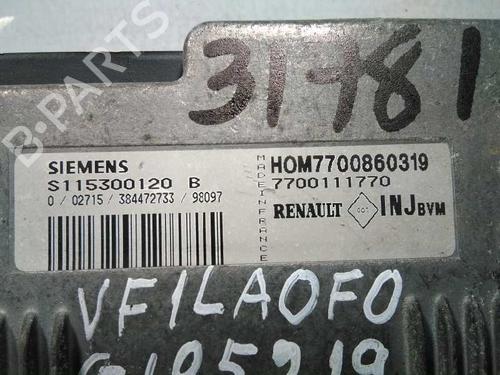 31481
SIEMENS
S115300120 B
0 / 02715 / 384472733 / 98097
MADE IN FRANCE
HOM7700860319
7700111770
RENAULT INJ BVM
VF1LA0F0
B-PARTS